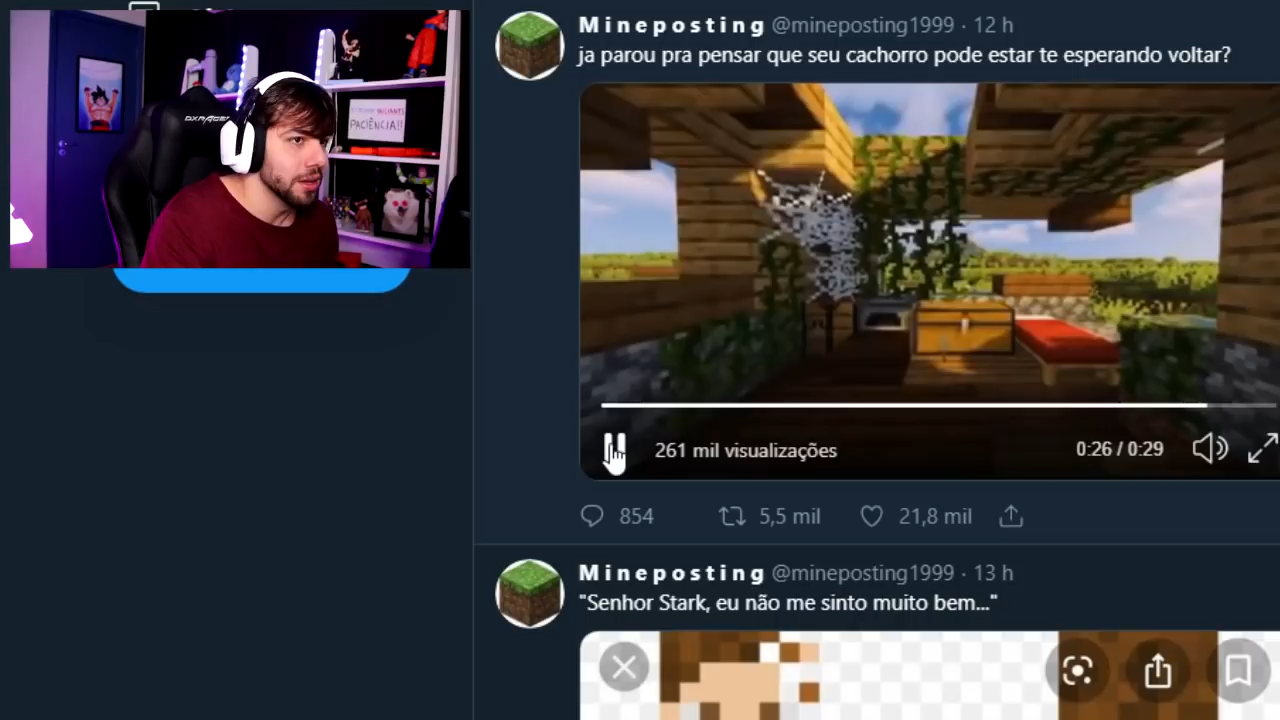 Mineposting @mineposting1999 · 12 h
ja parou pra pensar que seu cachorro pode estar te esperando voltar?
PACIÊNCIA!!
261 mil visualizações
0:26 / 0:29
854
5,5 mil
21,8 mil
Mineposting @mineposting1999 · 13 h
"Senhor Stark, eu não me sinto muito bem..."